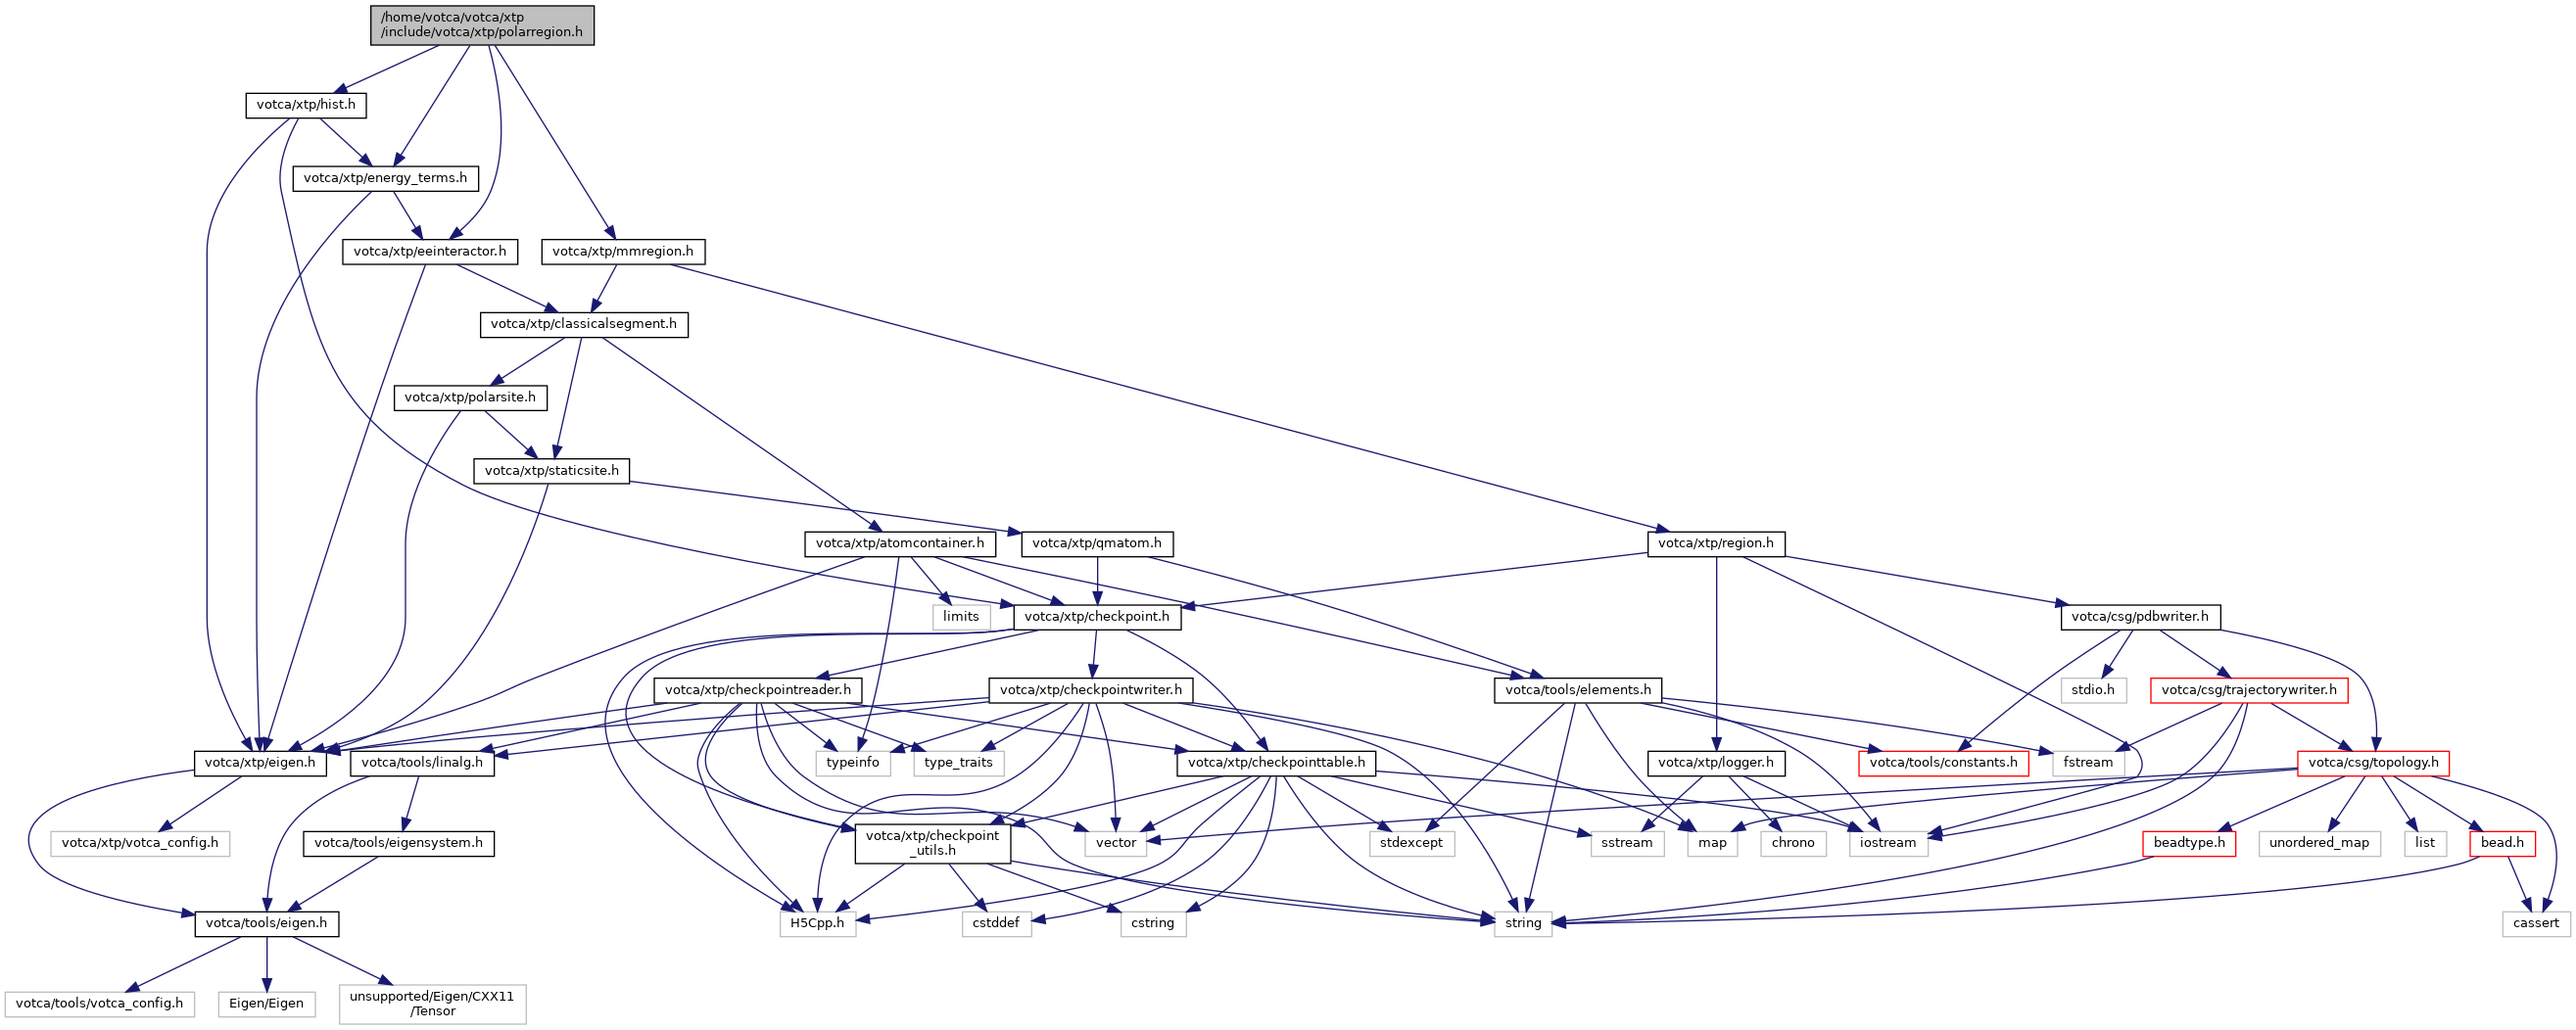 /home/votca/votca/xtp
/include/votca/xtp/polarregion.h
votca/xtp/hist.h
votca/xtp/energy_terms.h
votca/xtp/eeinteractor.h
votca/xtp/mmregion.h
votca/xtp/classicalsegment.h
votca/xtp/polarsite.h
votca/xtp/staticsite.h
votca/xtp/atomcontainer.h
votca/xtp/qmatom.h
votca/xtp/region.h
limits
votca/xtp/checkpoint.h
votca/csg/pdbwriter.h
votca/xtp/checkpointreader.h
votca/xtp/checkpointwriter.h
votca/tools/elements.h
stdio.h
votca/csg/trajectorywriter.h
votca/xtp/eigen.h
votca/tools/linalg.h
typeinfo
type_traits
votca/xtp/checkpointtable.h
votca/xtp/logger.h
votca/tools/constants.h
fstream
votca/csg/topology.h
votca/xtp/votca_config.h
votca/tools/eigensystem.h
votca/xtp/checkpoint
_utils.h
vector
stdexcept
sstream
map
chrono
iostream
beadtype.h
unordered_map
list
bead.h
votca/tools/eigen.h
H5Cpp.h
cstddef
cstring
string
cassert
votca/tools/votca_config.h
Eigen/Eigen
unsupported/Eigen/CXX11
/Tensor